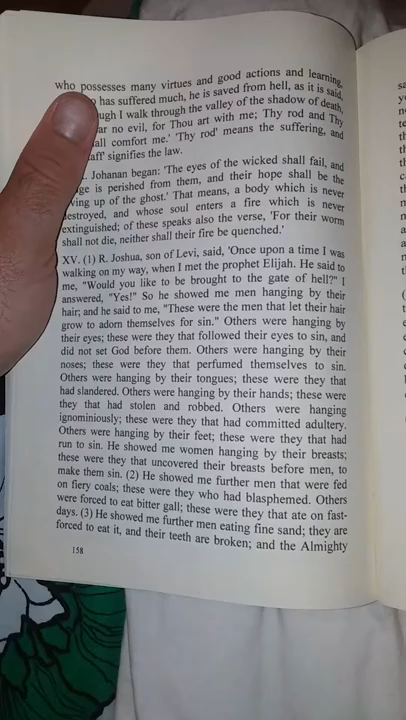 who possesses many virtues and good actions and learning,
has suffered much, he is saved from hell, as it is said,
ugh I walk through the valley of the shadow of death,
ar no evil, for Thou art with me; Thy rod and Thy
all comfort me.' 'Thy rod' means the suffering, and
aff' signifies the law.
. Johanan began: 'The eyes of the wicked shall fail, and
ge is perished from them, and their hope shall be the
ving up of the ghost.' That means, a body which is never
destroyed, and whose soul enters a fire which is never
extinguished; of these speaks also the verse, 'For their worm
shall not die, neither shall their fire be quenched.'
XV. (1) R. Joshua, son of Levi, said, 'Once upon a time I was
walking on my way, when I met the prophet Elijah. He said to
me, "Would you like to be brought to the gate of hell?" I
answered, "Yes!" So he showed me men hanging by their
hair; and he said to me, "These were the men that let their hair
grow to adorn themselves for sin." Others were hanging by
their eyes; these were they that followed their eyes to sin, and
did not set God before them. Others were hanging by their
noses; these were they that perfumed themselves to sin.
Others were hanging by their tongues; these were they that
had slandered. Others were hanging by their hands; these were
they that had stolen and robbed. Others were hanging
ignominiously; these were they that had committed adultery.
Others were hanging by their feet; these were they that had
run to sin. He showed me women hanging by their breasts;
these were they that uncovered their breasts before men, to
make them sin. (2) He showed me further men that were fed
on fiery coals; these were they who had blasphemed. Others
were forced to eat bitter gall; these were they that ate on fast-
days. (3) He showed me further men eating fine sand; they are
forced to eat it, and their teeth are broken; and the Almighty
158